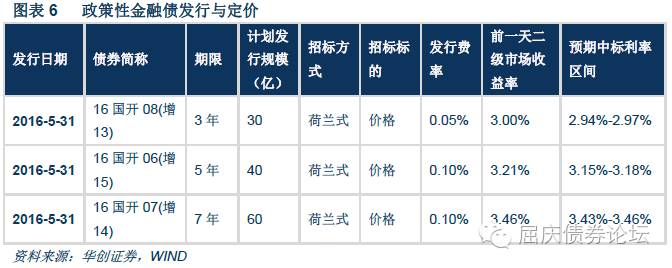 图表 6 政策性金融债发行与定价
发行日期 债券简称 期限 计划发行规模（亿） 招标方式 招标标的 发行费率 前一天二级市场收益率 预期中标利率区间
2016-5-31 16 国开 08(增13) 3 年 30 荷兰式 价格 0.05% 3.00% 2.94%-2.97%
2016-5-31 16 国开 06(增15) 5 年 40 荷兰式 价格 0.10% 3.21% 3.15%-3.18%
2016-5-31 16 国开 07(增14) 7 年 60 荷兰式 价格 0.10% 3.46% 3.43%-3.46%
屈庆债券论坛
资料来源：华创证券，WIND